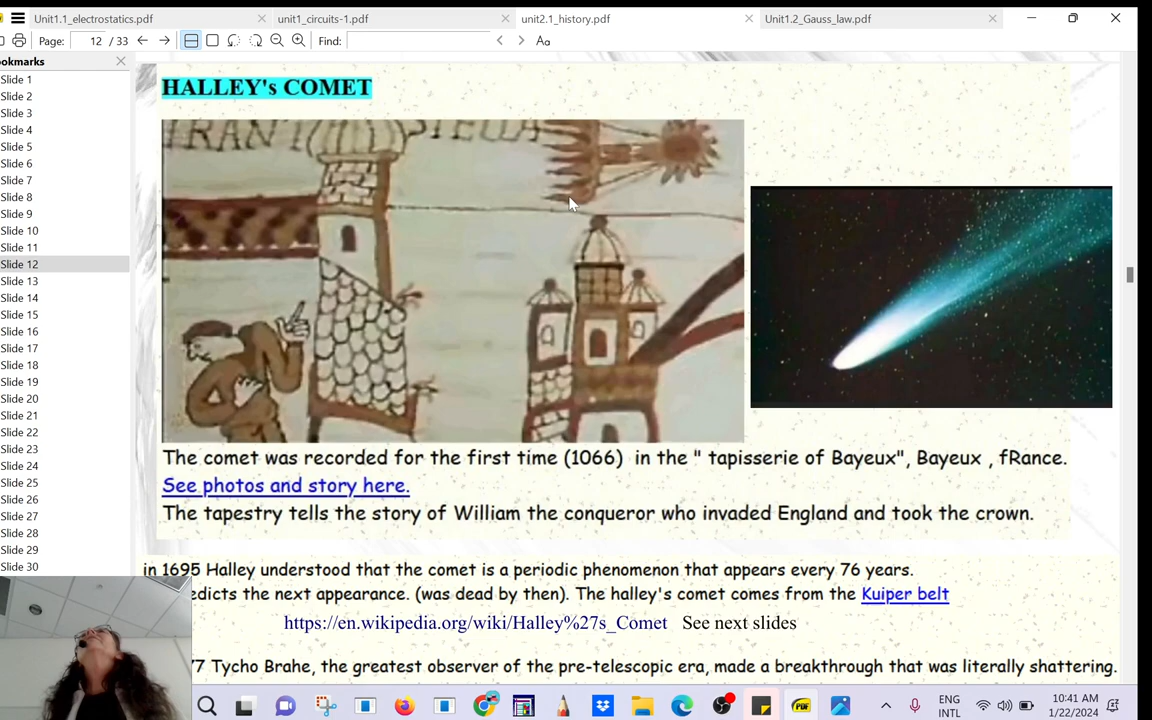 Unit1.1_electrostatics.pdf
unit1_circuits-1.pdf
unit2.1_history.pdf
Unit1.2_Gauss_law.pdf
Page: 12 / 33
Find:
Aa
ookmarks
Slide 1
Slide 2
Slide 3
Slide 4
Slide 5
Slide 6
Slide 7
Slide 8
Slide 9
Slide 10
Slide 11
Slide 12
Slide 13
Slide 14
Slide 15
Slide 16
Slide 17
Slide 18
Slide 19
Slide 20
Slide 21
Slide 22
Slide 23
Slide 24
Slide 25
Slide 26
Slide 27
Slide 28
Slide 29
Slide 30
HALLEY's COMET
The comet was recorded for the first time (1066) in the " tapisserie of Bayeux", Bayeux , fRance.
See photos and story here.
The tapestry tells the story of William the conqueror who invaded England and took the crown.
in 1695 Halley understood that the comet is a periodic phenomenon that appears every 76 years.
edicts the next appearance. (was dead by then). The halley's comet comes from the Kuiper belt
https://en.wikipedia.org/wiki/Halley%27s_Comet See next slides
77 Tycho Brahe, the greatest observer of the pre-telescopic era, made a breakthrough that was literally shattering.
PDF
ENG
INTL
10:41 AM
1/22/2024